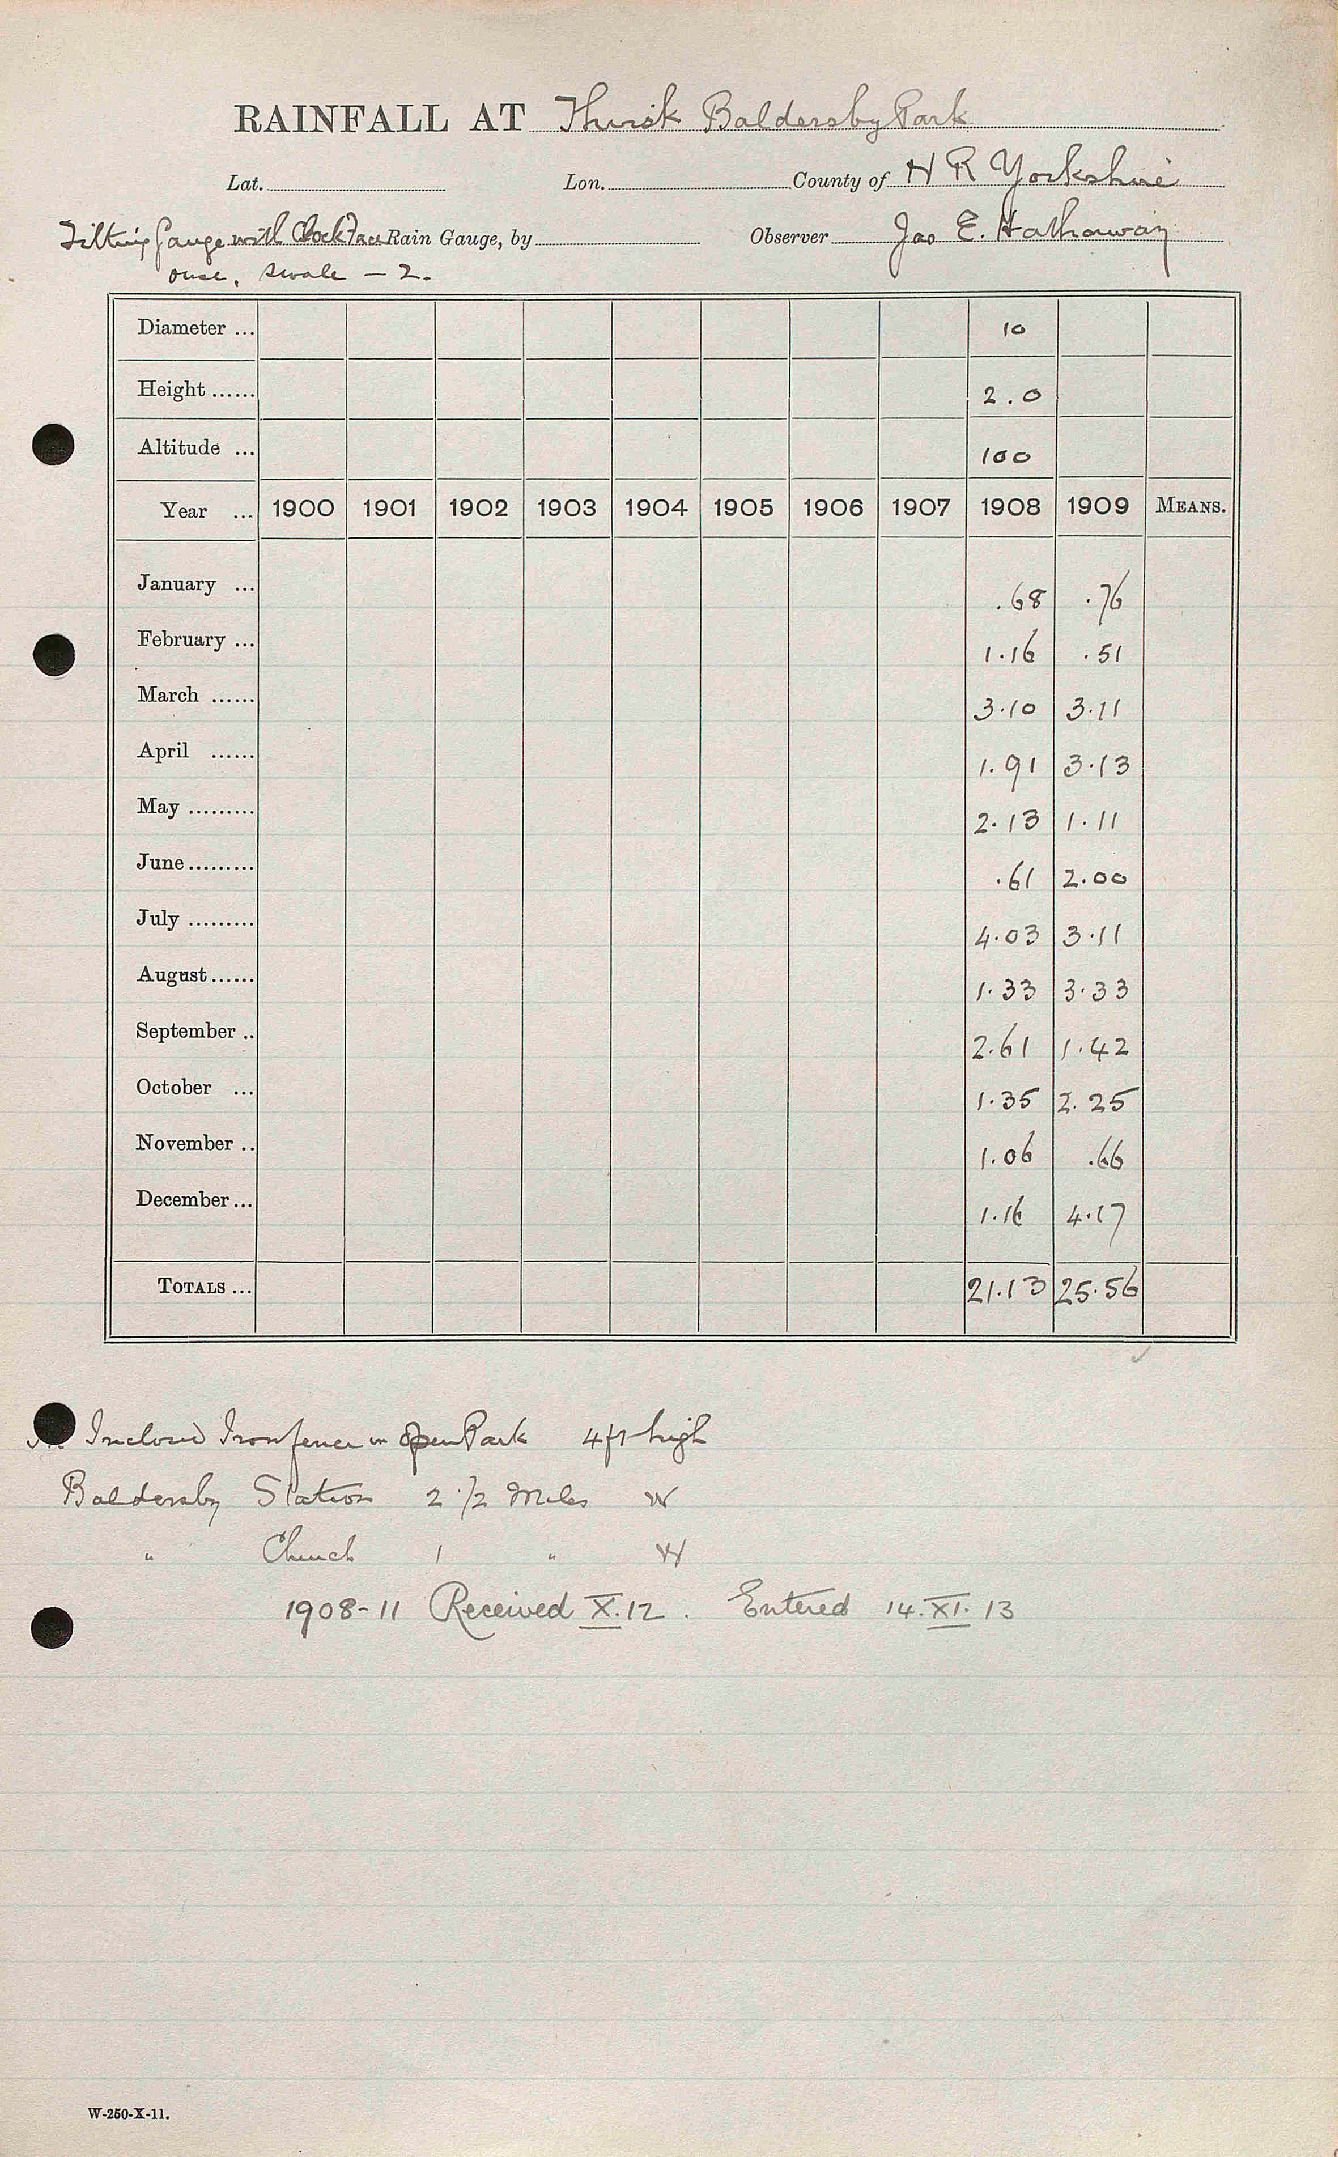 RAINFALL AT Thirsk Baldersby Park
Lat. Lon. County of N R Yorkshire
Tilting Gauge with Clock Face Rain Gauge, by Observer Jas E. Hathaway
Ouse, Swale - 2.
Diameter ... 10
Height ...... 2.0
Altitude ... 100
Year ... 1900 1901 1902 1903 1904 1905 1906 1907 1908 1909 MEANS.
January ... .68 .76
February ... 1.16 .51
March ...... 3.10 3.11
April ...... 1.91 3.13
May ......... 2.13 1.11
June ......... .61 2.00
July ......... 4.03 3.11
August ...... 1.33 3.33
September .. 2.61 1.42
October ... 1.35 2.25
November .. 1.06 .66
December ... 1.16 4.17
TOTALS ... 21.13 25.56
Inclosed Iron fence in Open Park 4ft high
Baldersby Station 2 1/2 Miles W
" Church 1 " W
1908-11 Received X.12. Entered 14.XI.13
W-250-X-11.